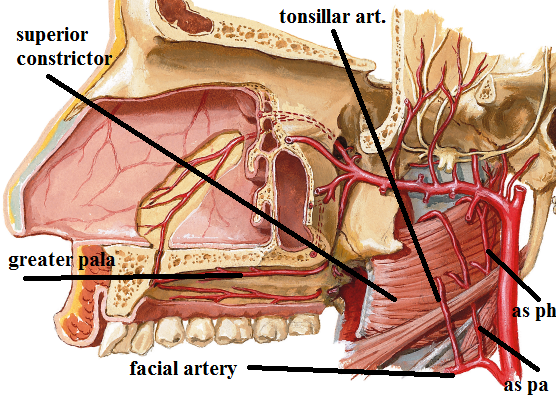 tonsillar art.
superior
constrictor
greater pala
as ph
facial artery
as pa